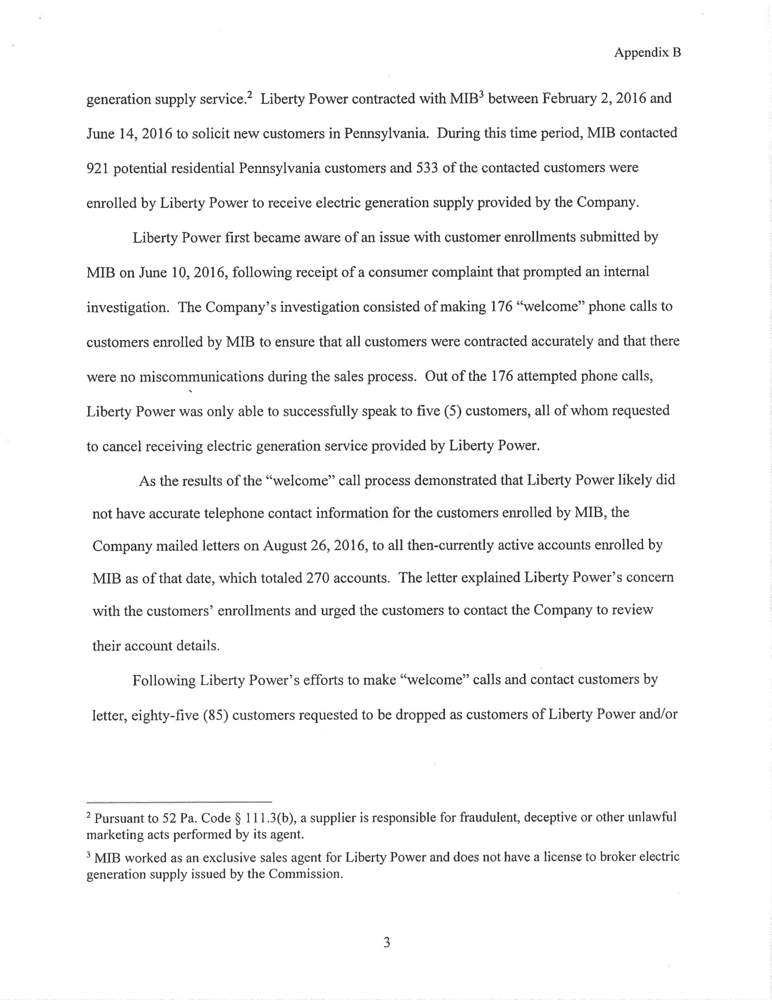 Appendix B
generation supply service.2 Liberty Power contracted with MIB3 between February 2, 2016 and
June 14, 2016 to solicit new customers in Pennsylvania. During this time period, MIB contacted
921 potential residential Pennsylvania customers and 533 of the contacted customers were
enrolled by Liberty Power to receive electric generation supply provided by the Company.
Liberty Power first became aware of an issue with customer enrollments submitted by
MIB on June 10, 2016, following receipt of a consumer complaint that prompted an internal
investigation. The Company's investigation consisted of making 176 “welcome” phone calls to
customers enrolled by MIB to ensure that all customers were contracted accurately and that there
were no miscommunications during the sales process. Out of the 176 attempted phone calls,
Liberty Power was only able to successfully speak to five (5) customers, all of whom requested
to cancel receiving electric generation service provided by Liberty Power.
As the results of the “welcome” call process demonstrated that Liberty Power likely did
not have accurate telephone contact information for the customers enrolled by MIB, the
Company mailed letters on August 26, 2016, to all then-currently active accounts enrolled by
MIB as of that date, which totaled 270 accounts. The letter explained Liberty Power's concern
with the customers' enrollments and urged the customers to contact the Company to review
their account details.
Following Liberty Power's efforts to make “welcome” calls and contact customers by
letter, eighty-five (85) customers requested to be dropped as customers of Liberty Power and/or
2 Pursuant to 52 Pa. Code § 111.3(b), a supplier is responsible for fraudulent, deceptive or other unlawful
marketing acts performed by its agent.
3 MIB worked as an exclusive sales agent for Liberty Power and does not have a license to broker electric
generation supply issued by the Commission.
3